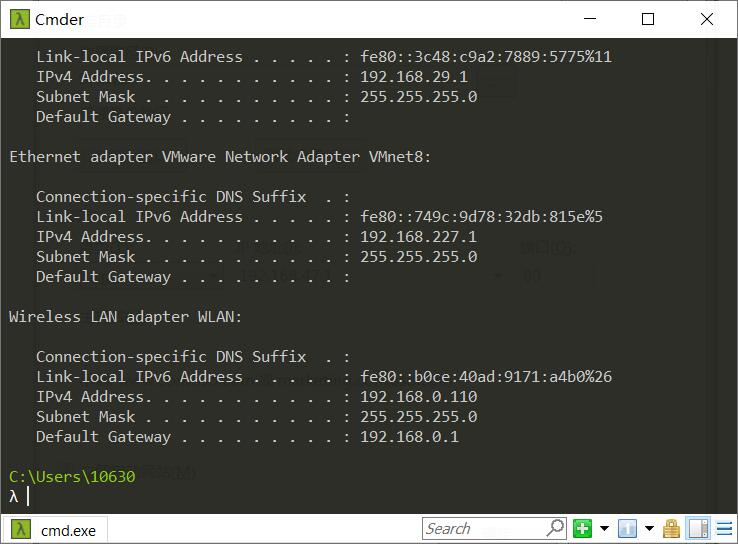 Cmder
Link-local IPv6 Address . . . . . : fe80::3c48:c9a2:7889:5775%11
IPv4 Address. . . . . . . . . . . : 192.168.29.1
Subnet Mask . . . . . . . . . . . : 255.255.255.0
Default Gateway . . . . . . . . . :
Ethernet adapter VMware Network Adapter VMnet8:
Connection-specific DNS Suffix  . :
Link-local IPv6 Address . . . . . : fe80::749c:9d78:32db:815e%5
IPv4 Address. . . . . . . . . . . : 192.168.227.1
Subnet Mask . . . . . . . . . . . : 255.255.255.0
Default Gateway . . . . . . . . . :
Wireless LAN adapter WLAN:
Connection-specific DNS Suffix  . :
Link-local IPv6 Address . . . . . : fe80::b0ce:40ad:9171:a4b0%26
IPv4 Address. . . . . . . . . . . : 192.168.0.110
Subnet Mask . . . . . . . . . . . : 255.255.255.0
Default Gateway . . . . . . . . . : 192.168.0.1
C:\Users\10630
λ
cmd.exe
Search